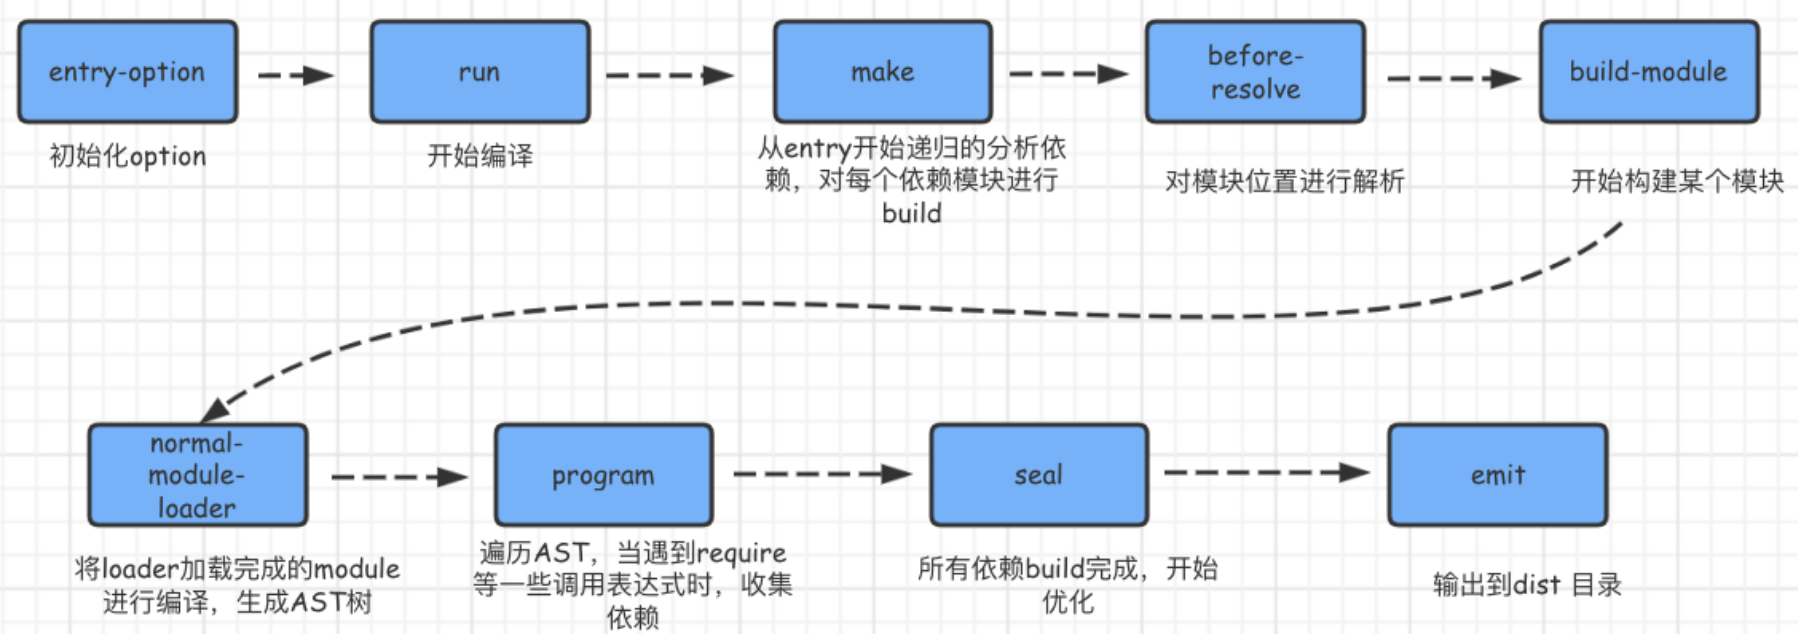 entry-option
初始化option
run
开始编译
make
从entry开始递归的分析依
赖，对每个依赖模块进行
build
before-
resolve
对模块位置进行解析
build-module
开始构建某个模块
normal-
module-
loader
将loader加载完成的module
进行编译，生成AST树
program
遍历AST，当遇到require
等一些调用表达式时，收集
依赖
seal
所有依赖build完成，开始
优化
emit
输出到dist 目录